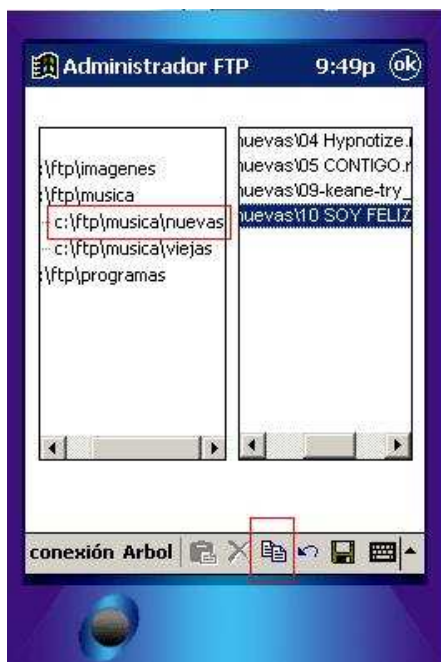 Administrador FTP 9:49p ok
:\ftp\imagenes
:\ftp\musica
c:\ftp\musica\nuevas
c:\ftp\musica\viejas
:\ftp\programas
nuevas\04 Hypnotize.
nuevas\05 CONTIGO.
nuevas\09-keane-try_
nuevas\10 SOY FELIZ
conexión Arbol